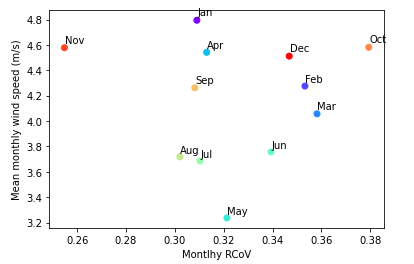 Jan
Nov
Oct
Apr
Dec
Sep
Feb
Mar
Aug
Jul
Jun
May
4.8
4.6
4.4
4.2
4.0
3.8
3.6
3.4
3.2
Mean monthly wind speed (m/s)
0.26 0.28 0.30 0.32 0.34 0.36 0.38
Montlhy RCoV